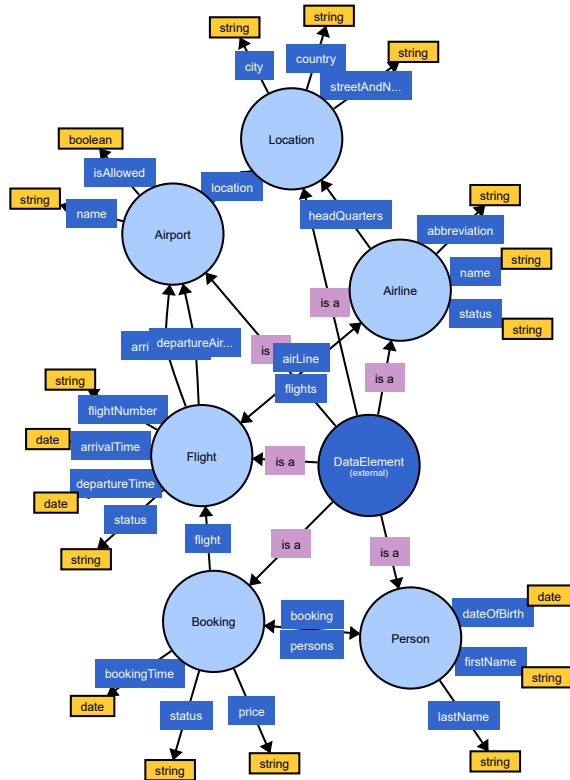 string
string
string
country
city
streetAndN...
Location
boolean
isAllowed
location
string
name
headQuarters
string
abbreviation
Airport
string
name
Airline
is a
status
string
is a
arri
departureAir...
airLine
is a
string
flights
flightNumber
date
arrivalTime
Flight
is a
DataElement
(external)
departureTime
date
status
string
flight
is a
is a
booking
persons
Booking
Person
date
dateOfBirth
firstName
string
bookingTime
date
status
price
lastName
string
string
string